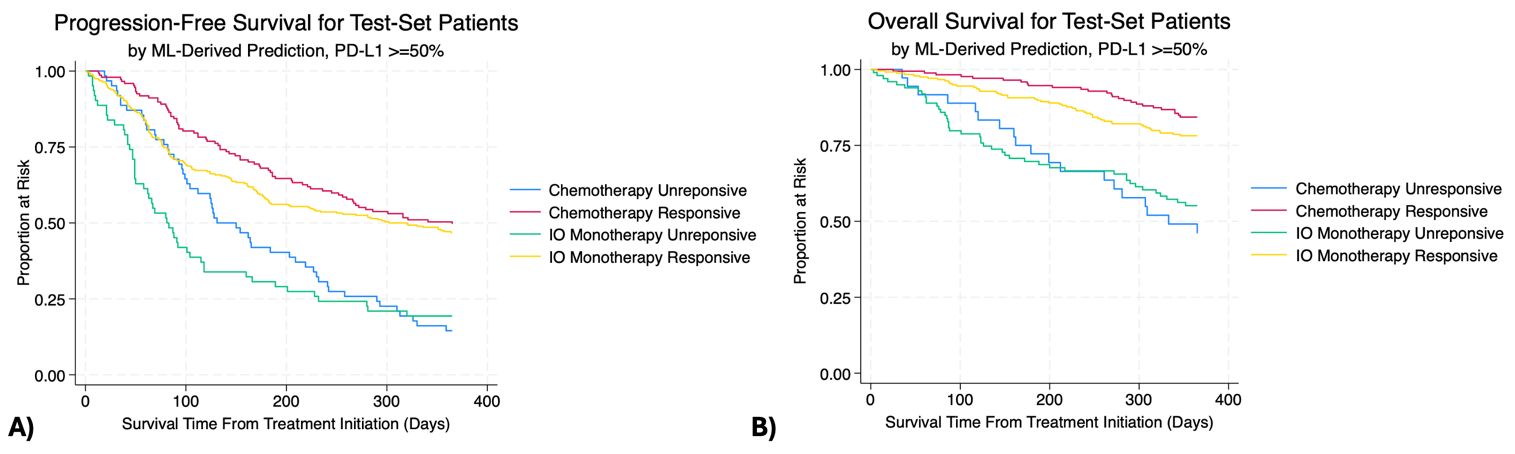 Progression-Free Survival for Test-Set Patients
by ML-Derived Prediction, PD-L1 >=50%
Proportion at Risk
1.00
0.75
0.50
0.25
0.00
0
100
200
300
400
Survival Time From Treatment Initiation (Days)
Chemotherapy Unreponsive
Chemotherapy Responsive
IO Monotherapy Unreponsive
IO Monotherapy Responsive
A)
Overall Survival for Test-Set Patients
by ML-Derived Prediction, PD-L1 >=50%
Proportion at Risk
1.00
0.75
0.50
0.25
0.00
0
100
200
300
400
Survival Time From Treatment Initiation (Days)
Chemotherapy Unresponsive
Chemotherapy Responsive
IO Monotherapy Unresponsive
IO Monotherapy Responsive
B)